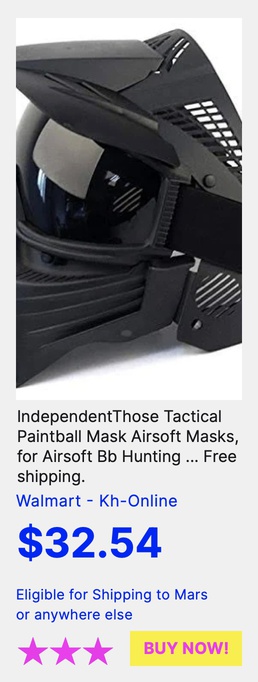 IndependentThose Tactical
Paintball Mask Airsoft Masks,
for Airsoft Bb Hunting ... Free
shipping.
Walmart - Kh-Online
$32.54
Eligible for Shipping to Mars
or anywhere else
BUY NOW!